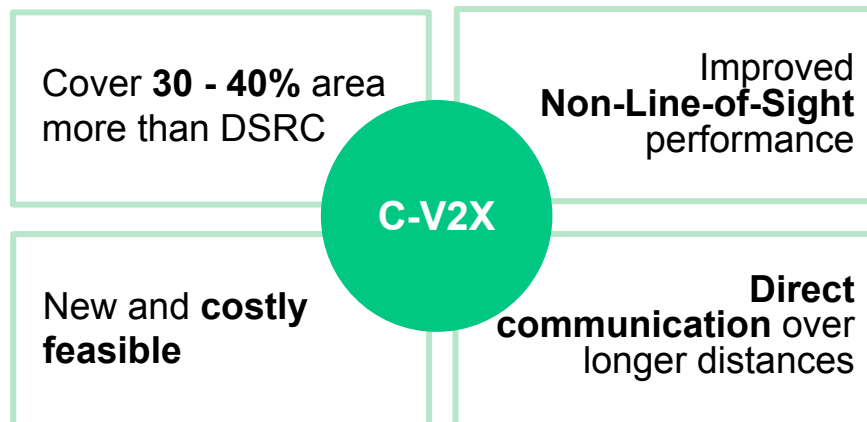 Cover 30 - 40% area
more than DSRC
Improved
Non-Line-of-Sight
performance
C-V2X
New and costly
feasible
Direct
communication over
longer distances